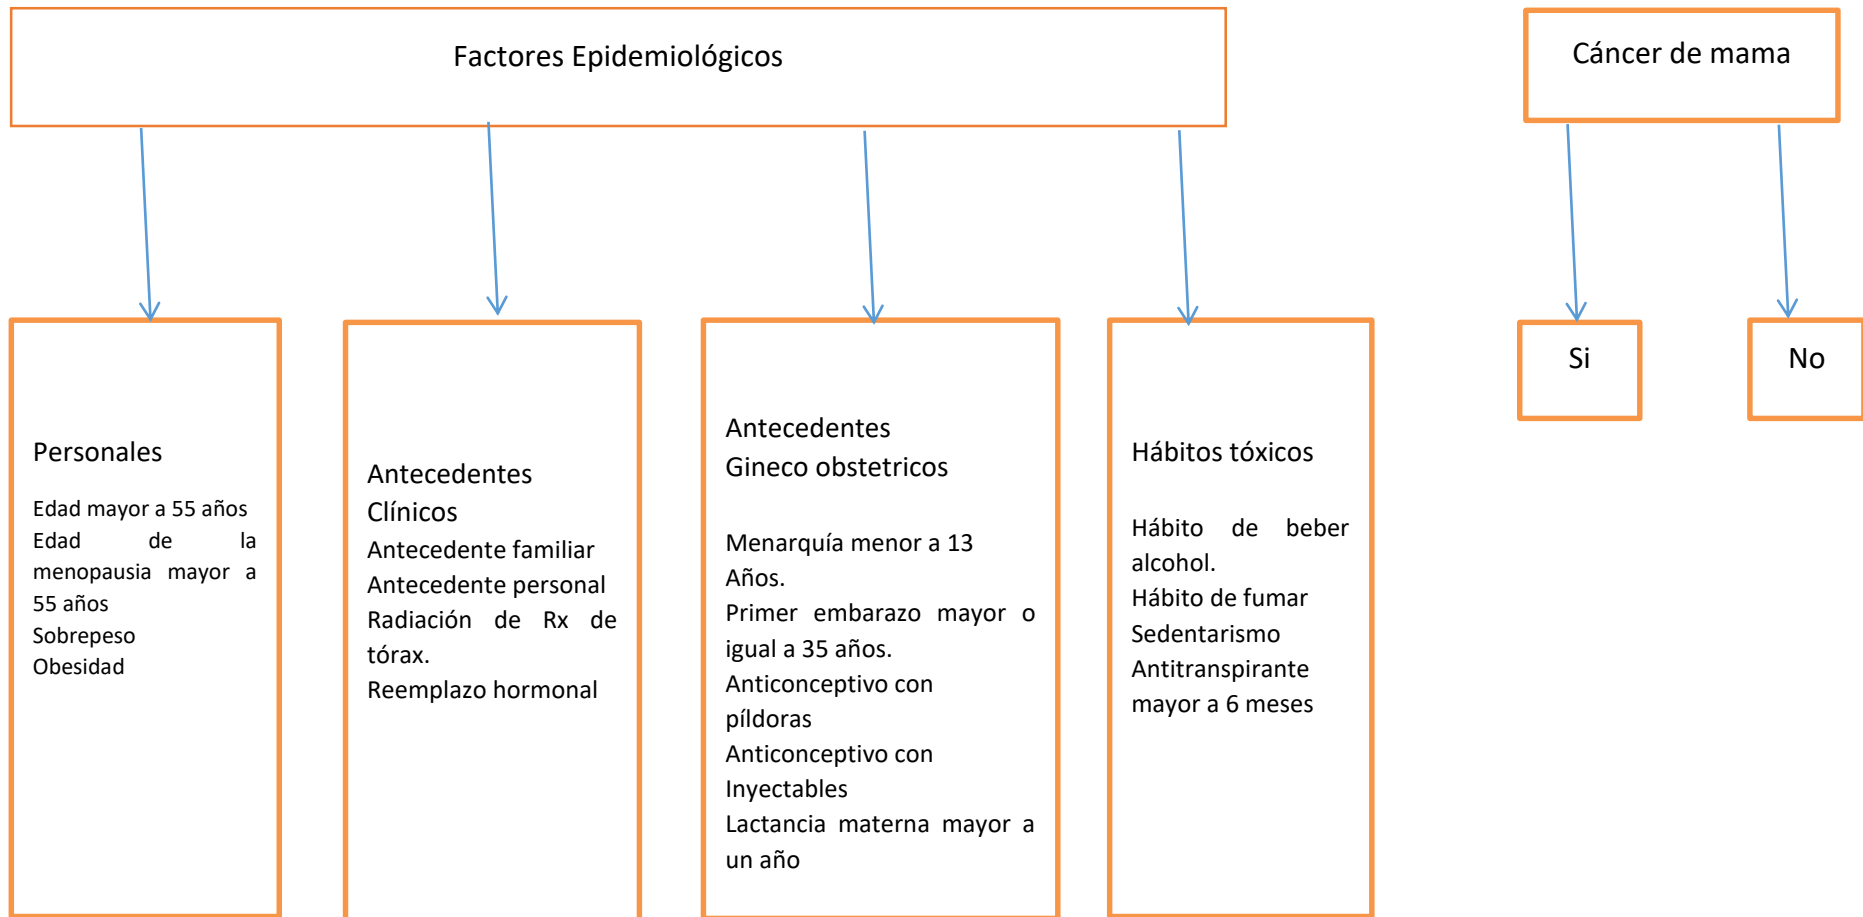 Factores Epidemiológicos
Cáncer de mama
Personales
Edad mayor a 55 años
Edad de la
menopausia mayor a
55 años
Sobrepeso
Obesidad
Antecedentes
Clínicos
Antecedente familiar
Antecedente personal
Radiación de Rx de
tórax.
Reemplazo hormonal
Antecedentes
Gineco obstetricos
Menarquía menor a 13
Años.
Primer embarazo mayor o
igual a 35 años.
Anticonceptivo con
píldoras
Anticonceptivo con
Inyectables
Lactancia materna mayor a
un año
Hábitos tóxicos
Hábito de beber
alcohol.
Hábito de fumar
Sedentarismo
Antitranspirante
mayor a 6 meses
Si
No